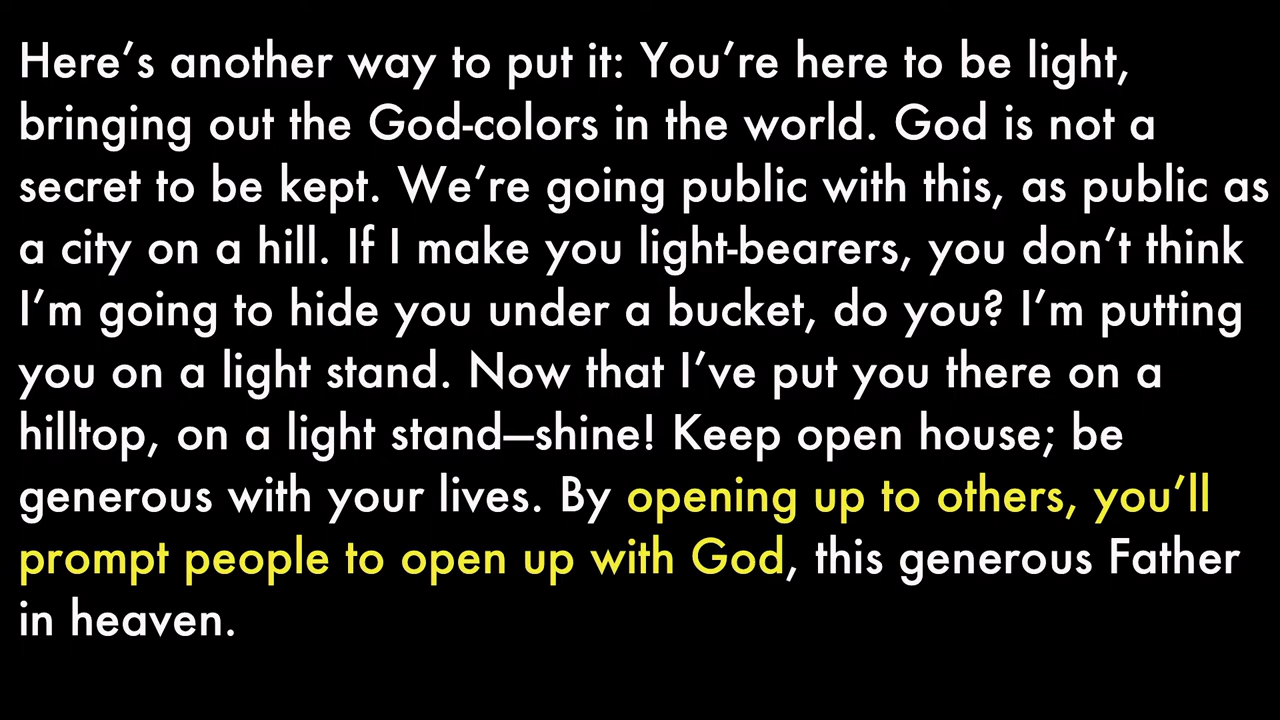 Here’s another way to put it: You’re here to be light,
bringing out the God-colors in the world. God is not a
secret to be kept. We’re going public with this, as public as
a city on a hill. If I make you light-bearers, you don’t think
I’m going to hide you under a bucket, do you? I’m putting
you on a light stand. Now that I’ve put you there on a
hilltop, on a light stand—shine! Keep open house; be
generous with your lives. By opening up to others, you’ll
prompt people to open up with God, this generous Father
in heaven.